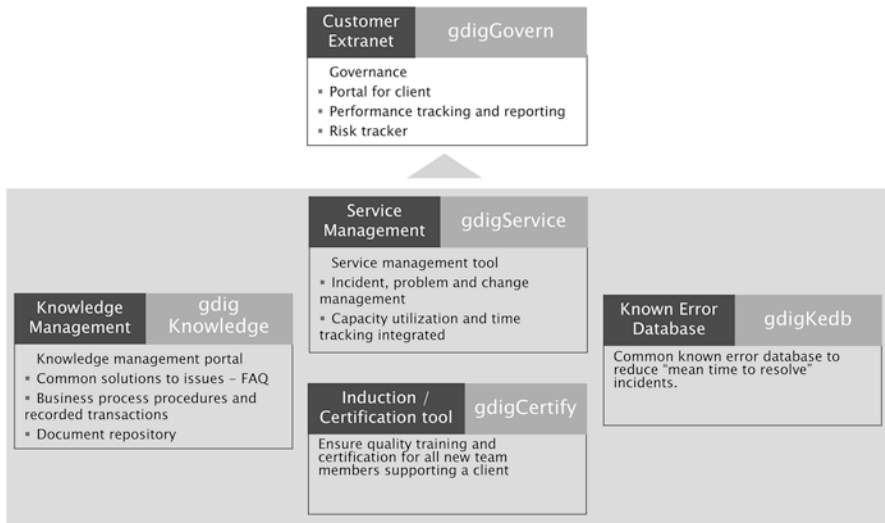 Customer
Extranet
gdigGovern
Governance
▪ Portal for client
▪ Performance tracking and reporting
▪ Risk tracker
Service
Management
gdigService
Service management tool
▪ Incident, problem and change
management
▪ Capacity utilization and time
tracking integrated
Knowledge
Management
gdig
Knowledge
Knowledge management portal
▪ Common solutions to issues – FAQ
▪ Business process procedures and
recorded transactions
▪ Document repository
Induction /
Certification tool
gdigCertify
Ensure quality training and
certification for all new team
members supporting a client
Known Error
Database
gdigKedb
Common known error database to
reduce “mean time to resolve”
incidents.